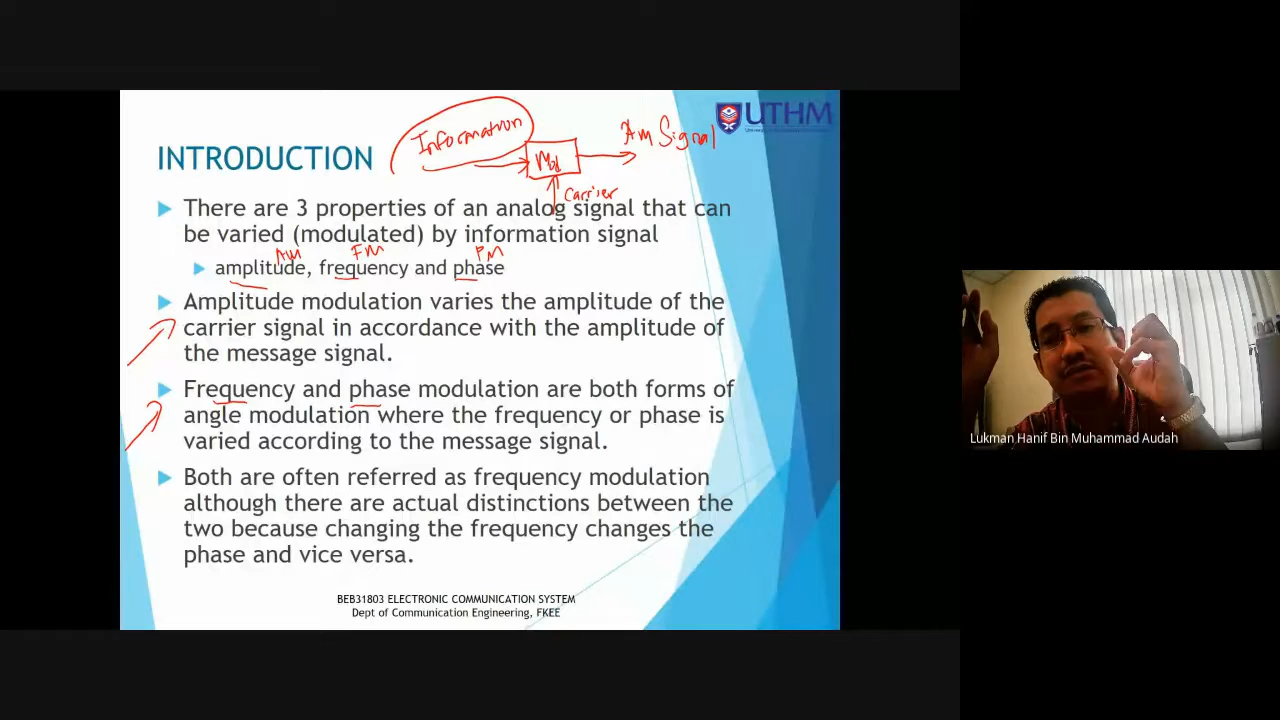 Information
Mod
AM Signal
Carrier
UTHM
INTRODUCTION
There are 3 properties of an analog signal that can
be varied (modulated) by information signal
AM FM PM
amplitude, frequency and phase
Amplitude modulation varies the amplitude of the
carrier signal in accordance with the amplitude of
the message signal.
Frequency and phase modulation are both forms of
angle modulation where the frequency or phase is
varied according to the message signal.
Both are often referred as frequency modulation
although there are actual distinctions between the
two because changing the frequency changes the
phase and vice versa.
BEB31803 ELECTRONIC COMMUNICATION SYSTEM
Dept of Communication Engineering, FKEE
Lukman Hanif Bin Muhammad Audah